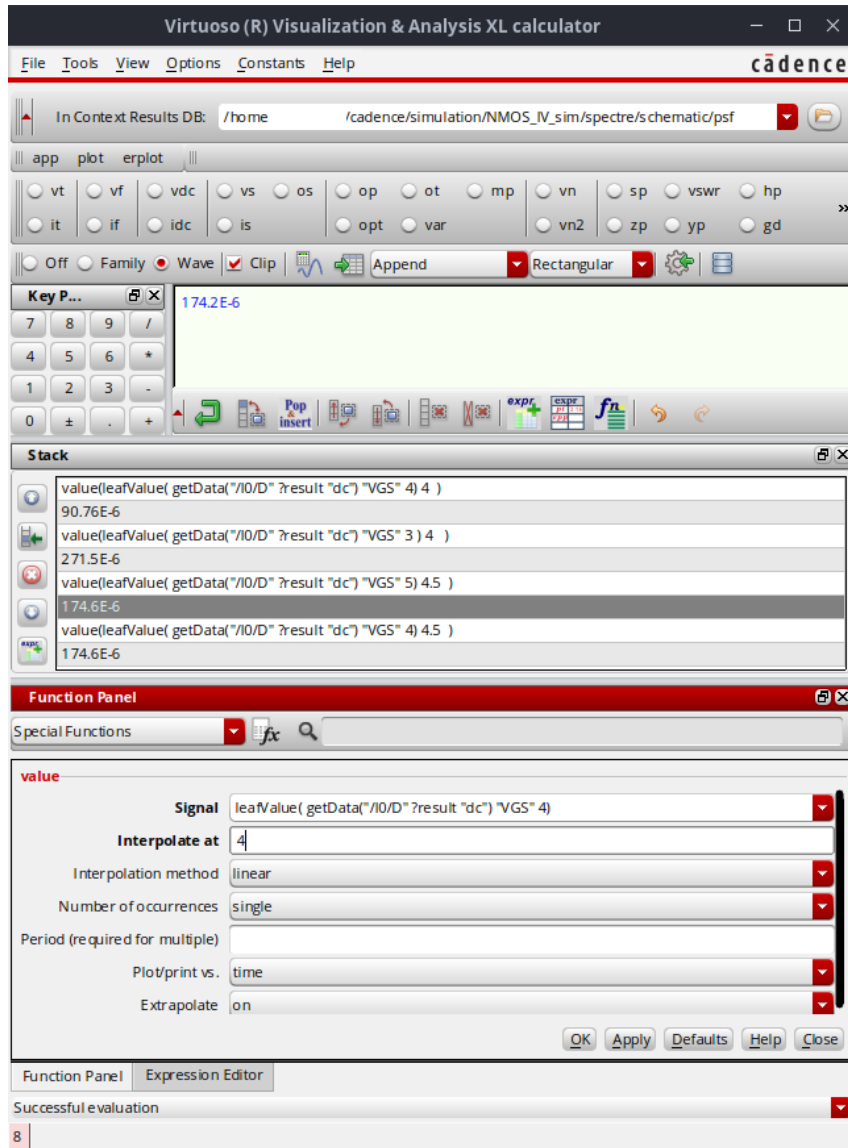 Virtuoso (R) Visualization & Analysis XL calculator
File Tools View Options Constants Help
cādence
In Context Results DB: /home /cadence/simulation/NMOS_IV_sim/spectre/schematic/psf
app plot erplot
vt vf vdc vs os op ot mp vn sp vswr hp
it if idc is opt var vn2 zp yp gd
Off Family Wave Clip Append Rectangular
Key P...
7 8 9 /
4 5 6 *
1 2 3 -
0 ± . +
174.2E-6
Pop & insert expr expr fn
Stack
value(leafValue( getData("/I0/D" ?result "dc") "VGS" 4) 4 )
90.76E-6
value(leafValue( getData("/I0/D" ?result "dc") "VGS" 3 ) 4 )
271.5E-6
value(leafValue( getData("/I0/D" ?result "dc") "VGS" 5) 4.5 )
174.6E-6
value(leafValue( getData("/I0/D" ?result "dc") "VGS" 4) 4.5 )
174.6E-6
expr
Function Panel
Special Functions fx
value
Signal leafValue( getData("/I0/D" ?result "dc") "VGS" 4)
Interpolate at 4
Interpolation method linear
Number of occurrences single
Period (required for multiple)
Plot/print vs. time
Extrapolate on
OK Apply Defaults Help Close
Function Panel Expression Editor
Successful evaluation
8